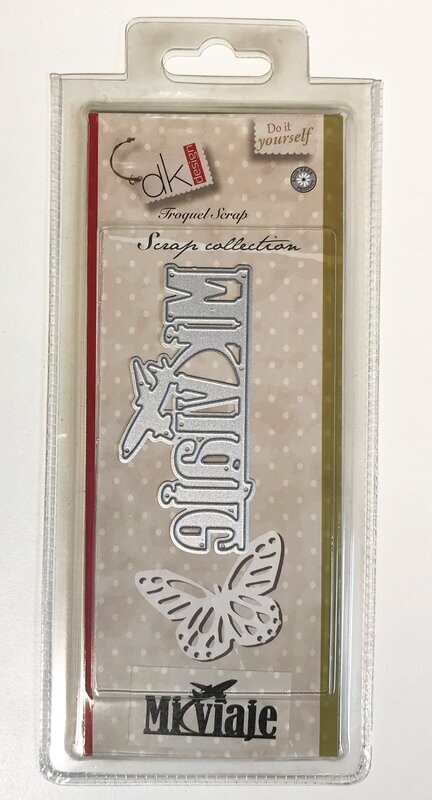 Do it
yourself
dk
design
Troquel Scrap
Scrap collection
Mi viaje
Mi viaje